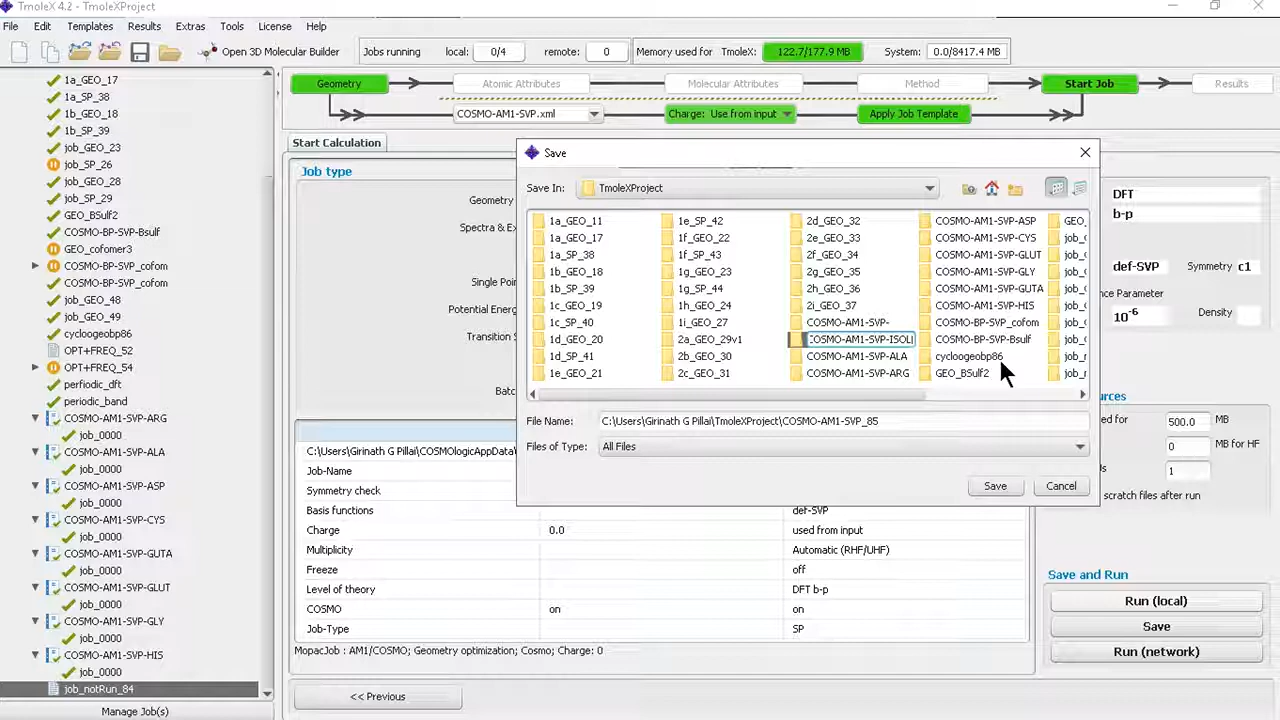 TmoleX 4.2 - TmoleXProject
File Edit Templates Results Extras Tools License Help
Open 3D Molecular Builder Jobs running local: 0/4 remote: 0 Memory used for TmoleX: 122.7/177.9 MB System: 0.0/8417.4 MB
Geometry Atomic Attributes Molecular Attributes Method Start Job Results
COSMO-AM1-SVP.xml Charge: Use from input Apply Job Template
1a_GEO_17
1a_SP_38
1b_GEO_18
1b_SP_39
job_GEO_23
job_SP_26
job_GEO_28
job_SP_29
GEO_BSulf2
COSMO-BP-SVP_Bsulf
GEO_cofomer3
COSMO-BP-SVP_cofom
COSMO-BP-SVP_cofom
job_GEO_48
job_GEO_49
cycloogeobp86
OPT+FREQ_52
OPT+FREQ_54
perfiodic_dft
periodic_band
COSMO-AM1-SVP-ARG
job_0000
COSMO-AM1-SVP-ALA
job_0000
COSMO-AM1-SVP-ASP
job_0000
COSMO-AM1-SVP-CYS
job_0000
COSMO-AM1-SVP-GUTA
job_0000
COSMO-AM1-SVP-GLUT
job_0000
COSMO-AM1-SVP-GLY
job_0000
COSMO-AM1-SVP-HIS
job_0000
job_notRun_84
Manage Job(s)
Start Calculation
Job type
Geometry
Spectra & Ex
Single Poin
Potential Energ
Transition S
Batc
Save
Save In: TmoleXProject
1a_GEO_11 1e_SP_42 2d_GEO_32 COSMO-AM1-SVP-ASP GEO_
1a_GEO_17 1f_GEO_22 2e_GEO_33 COSMO-AM1-SVP-CYS
1a_SP_38 1f_SP_43 2f_GEO_34 COSMO-AM1-SVP-GLUT
1b_GEO_18 1g_GEO_23 2g_GEO_35 COSMO-AM1-SVP-GLY
1b_SP_39 1g_SP_44 2h_GEO_36 COSMO-AM1-SVP-GUTA
1c_GEO_19 1h_GEO_24 2i_GEO_37 COSMO-AM1-SVP-HIS
1c_SP_40 1i_GEO_27 COSMO-AM1-SVP- COSMO-BP-SVP_cofom
1d_GEO_20 2a_GEO_29v1 COSMO-AM1-SVP-ISOL COSMO-BP-SVP-Bsulf
1d_SP_41 2b_GEO_30 COSMO-AM1-SVP-ALA cycloogeobp86
1e_GEO_21 2c_GEO_31 COSMO-AM1-SVP-ARG GEO_BSulf2
File Name: C:\Users\Girinath G Pillai\TmoleXProject\COSMO-AM1-SVP_85
Files of Type: All Files
Save Cancel
DFT
b-p
def-SVP Symmetry c1
nce Parameter
10-6 Density
urces
ed for 500.0 MB
0 MB for HF
1
scratch files after run
C:\Users\Girinath G Pillai\COSMOlogicAppData\
Job-Name
Symmetry check
Basis functions def-SVP
Charge 0.0 used from input
Multiplicity Automatic (RHF/UHF)
Freeze off
Level of theory DFT b-p
COSMO on on
Job-Type SP
MopacJob : AM1/COSMO; Geometry optimization; Cosmo; Charge: 0
<< Previous
Save and Run
Run (local)
Save
Run (network)